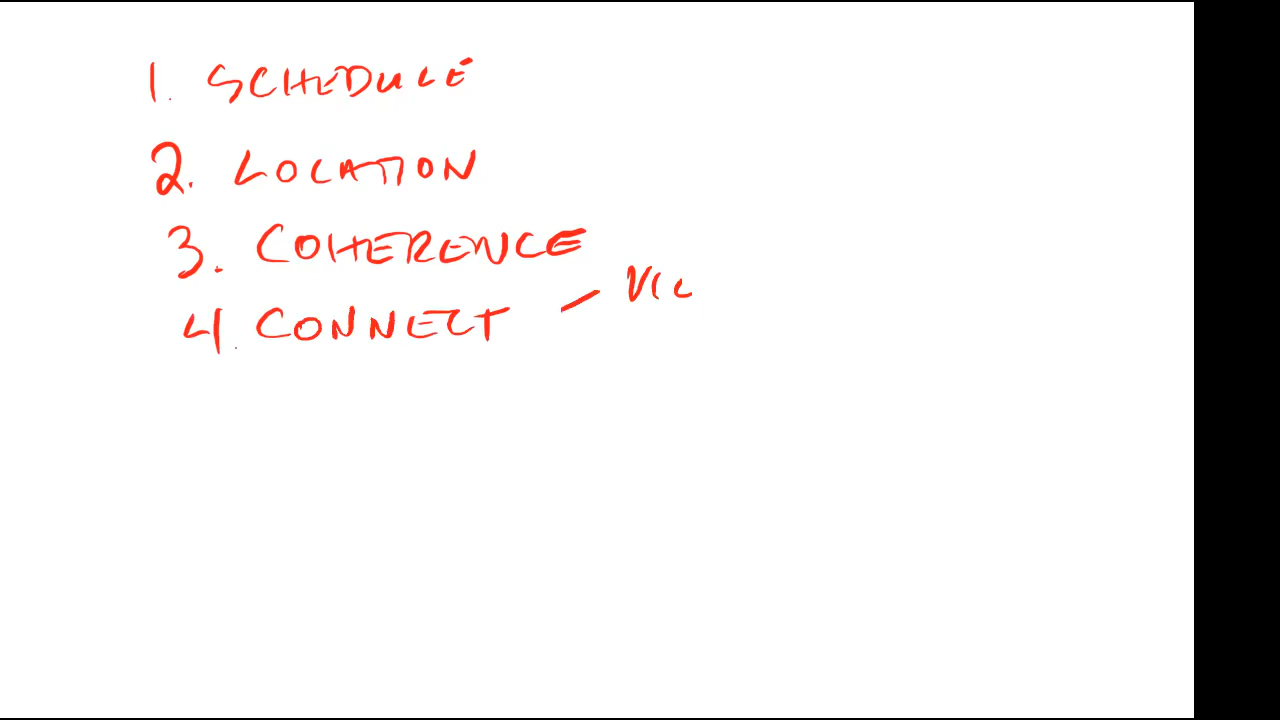 1. SCHEDULE
2. LOCATION
3. COHERENCE
4. CONNECT –